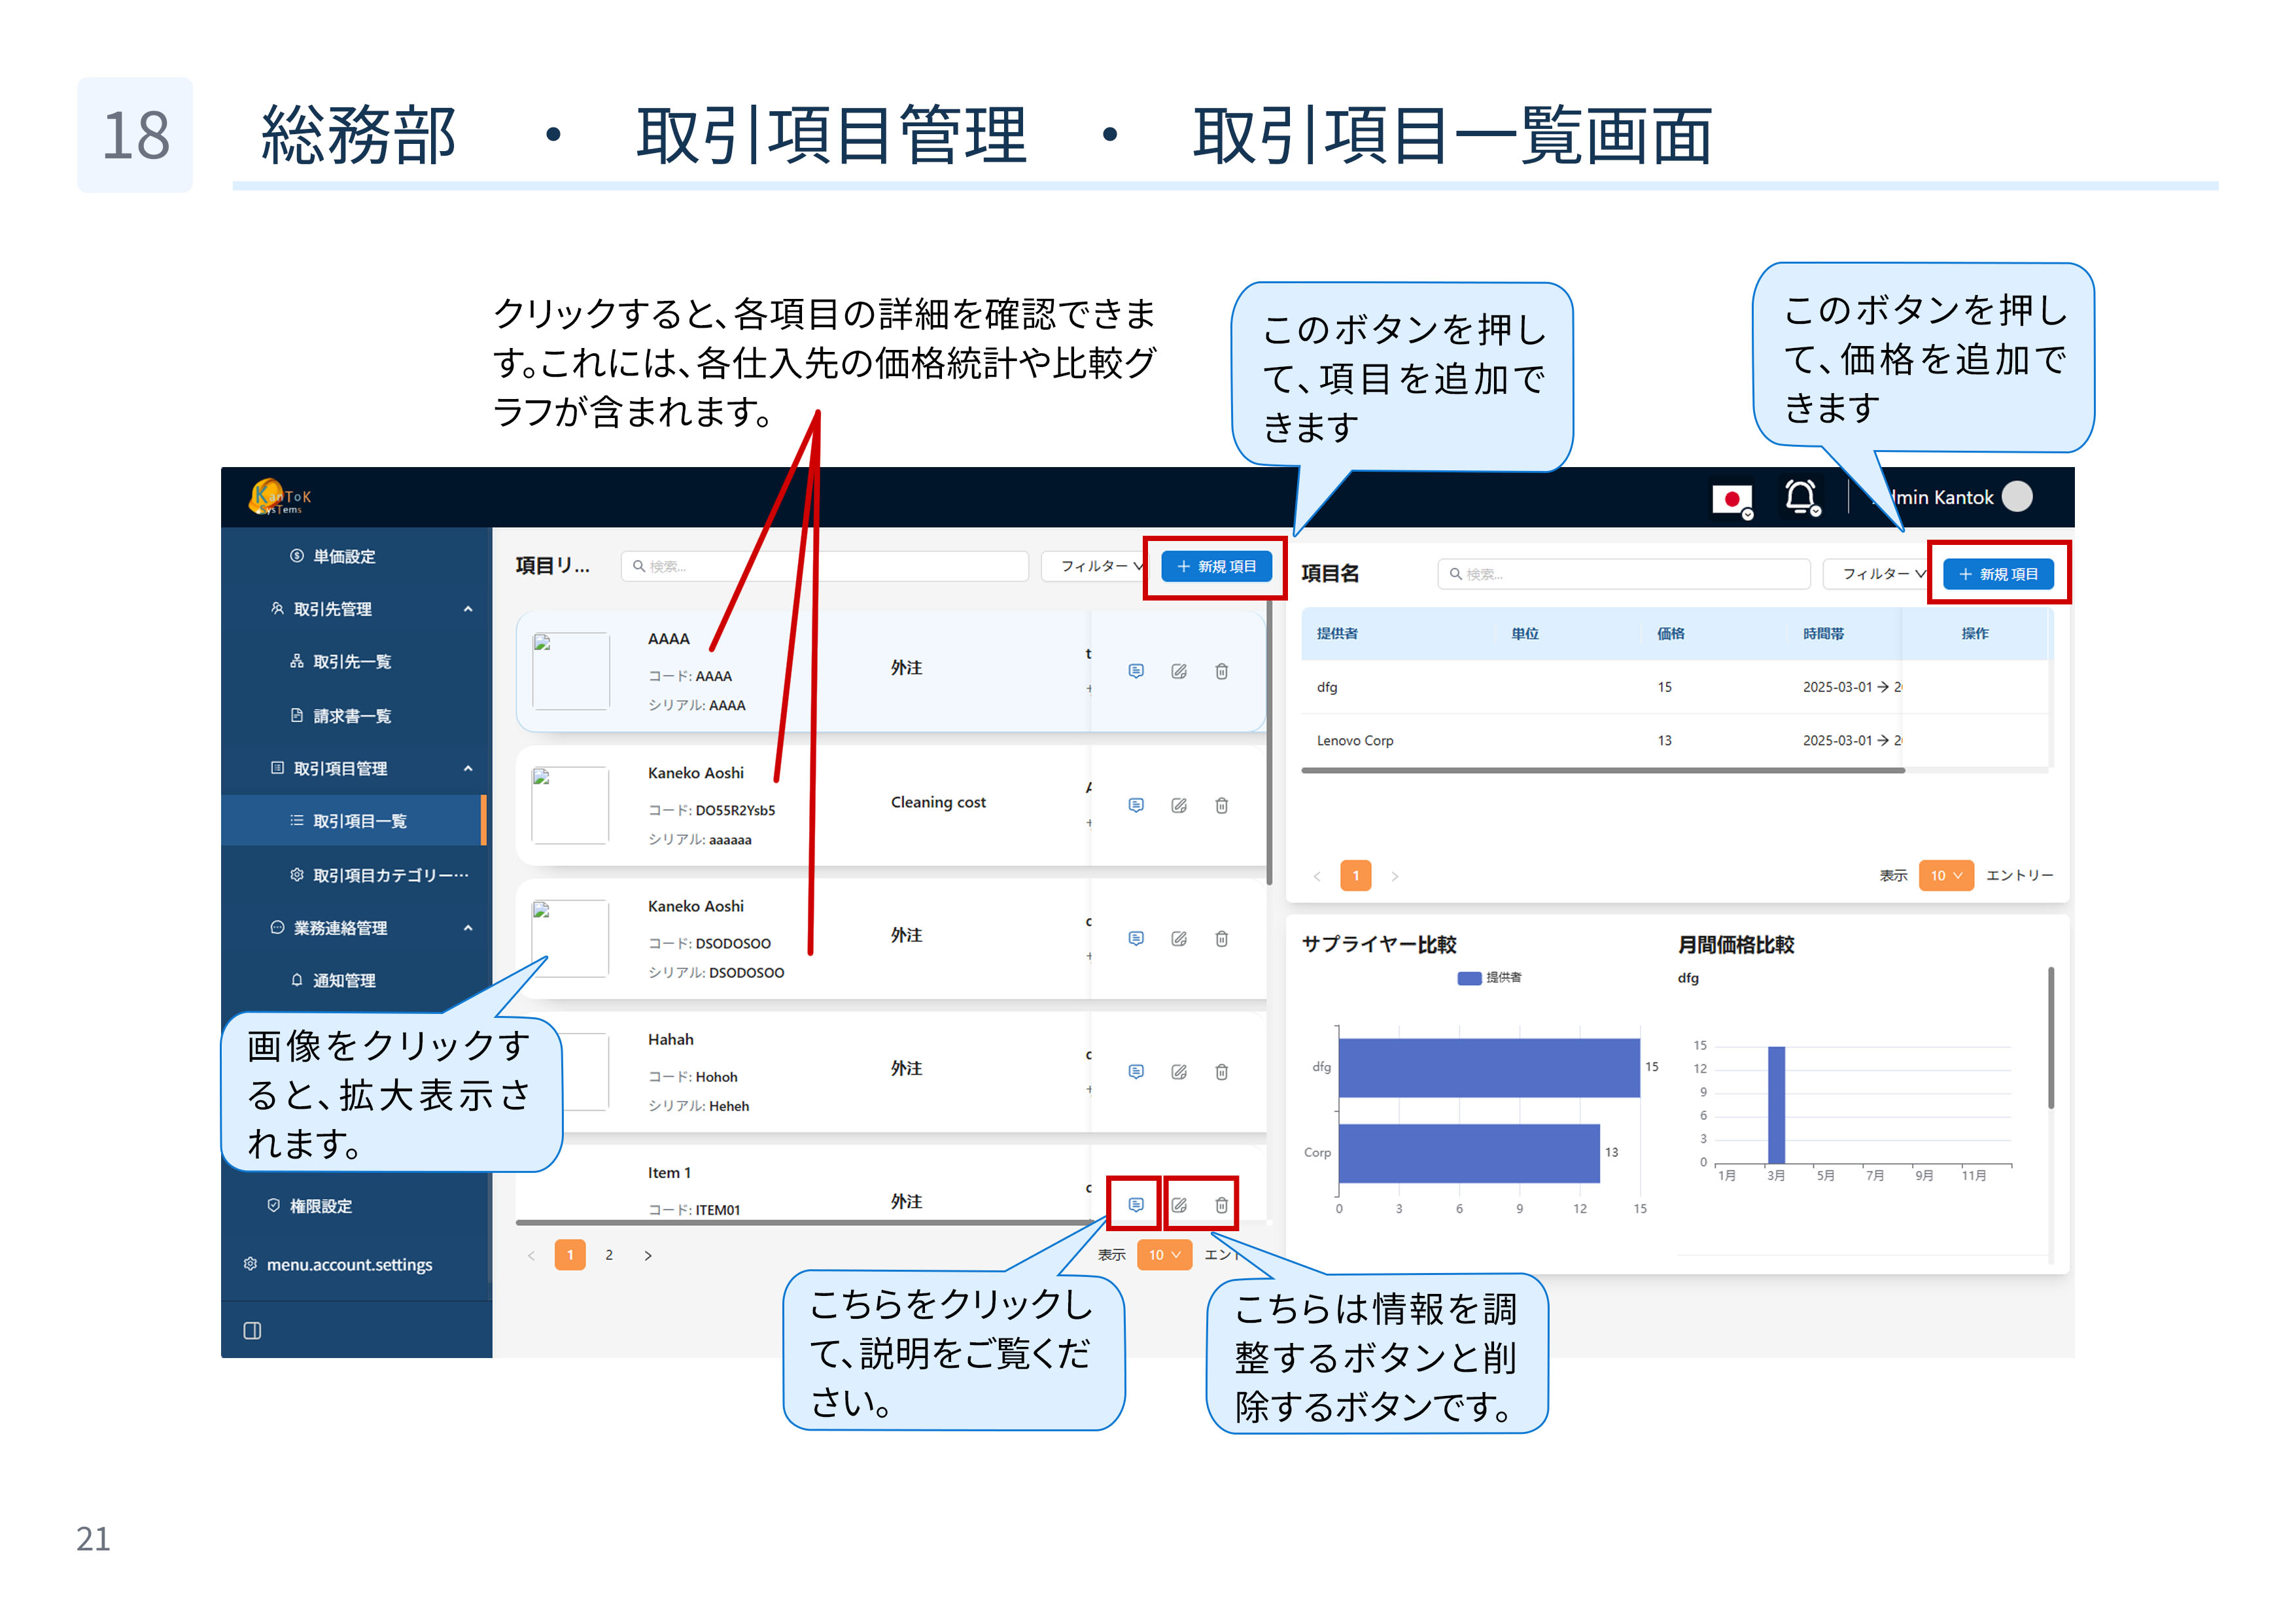 18
総務部 ・ 取引項目管理 ・ 取引項目一覧画面
クリックすると、各項目の詳細を確認できま
す。これには、各仕入先の価格統計や比較グ
ラフが含まれます。
このボタンを押し
て、項目を追加で
きます
このボタンを押し
て、価格を追加で
きます
KanToK
SysTems
dmin Kantok
単価設定
取引先管理
取引先一覧
請求書一覧
取引項目管理
取引項目一覧
取引項目カテゴリー…
業務連絡管理
通知管理
権限設定
menu.account.settings
項目リ...
検索...
フィルター
+ 新規 項目
AAAA
コード: AAAA
シリアル: AAAA
外注
t
+
Kaneko Aoshi
コード: DO55R2Ysb5
シリアル: aaaaaa
Cleaning cost
+
Kaneko Aoshi
コード: DSODOSOO
シリアル: DSODOSOO
外注
+
Hahah
コード: Hohoh
シリアル: Heheh
外注
+
Item 1
コード: ITEM01
外注
< 1 2 >
表示 10 エント
項目名
検索...
フィルター
+ 新規 項目
提供者 単位 価格 時間帯 操作
dfg 15 2025-03-01 → 2
Lenovo Corp 13 2025-03-01 → 2
< 1 >
表示 10 エントリー
サプライヤー比較
提供者
dfg 15
Corp 13
0 3 6 9 12 15
月間価格比較
dfg
15
12
9
6
3
0
1月 3月 5月 7月 9月 11月
画像をクリックす
ると、拡大表示さ
れます。
こちらをクリックし
て、説明をご覧くだ
さい。
こちらは情報を調
整するボタンと削
除するボタンです。
21